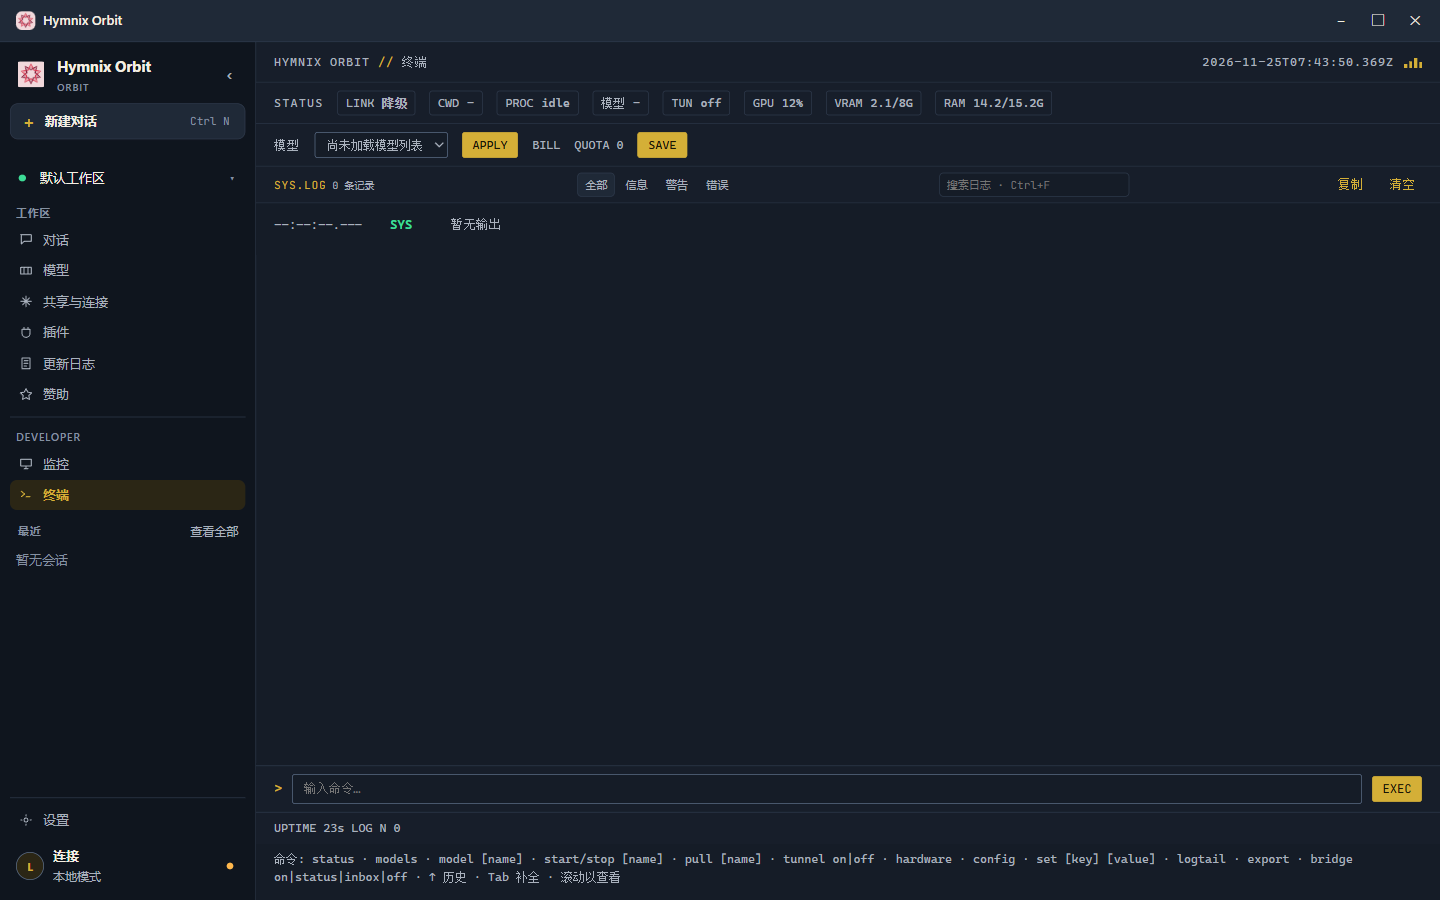 Hymnix Orbit
Hymnix Orbit
ORBIT
+ 新建对话 Ctrl N
默认工作区
工作区
对话
模型
共享与连接
插件
更新日志
赞助
DEVELOPER
监控
终端
最近 查看全部
暂无会话
设置
L
连接
本地模式
HYMNIX ORBIT // 终端 2026-11-25T07:43:50.369Z
STATUS LINK 降级 CWD — PROC idle 模型 — TUN off GPU 12% VRAM 2.1/8G RAM 14.2/15.2G
模型 尚未加载模型列表 APPLY BILL QUOTA 0 SAVE
SYS.LOG 0 条记录 全部 信息 警告 错误 搜索日志 · Ctrl+F 复制 清空
--:--:--.--- SYS 暂无输出
> 输入命令… EXEC
UPTIME 23s LOG N 0
命令: status · models · model [name] · start/stop [name] · pull [name] · tunnel on|off · hardware · config · set [key] [value] · logtail · export · bridge
on|status|inbox|off · ↑ 历史 · Tab 补全 · 滚动以查看